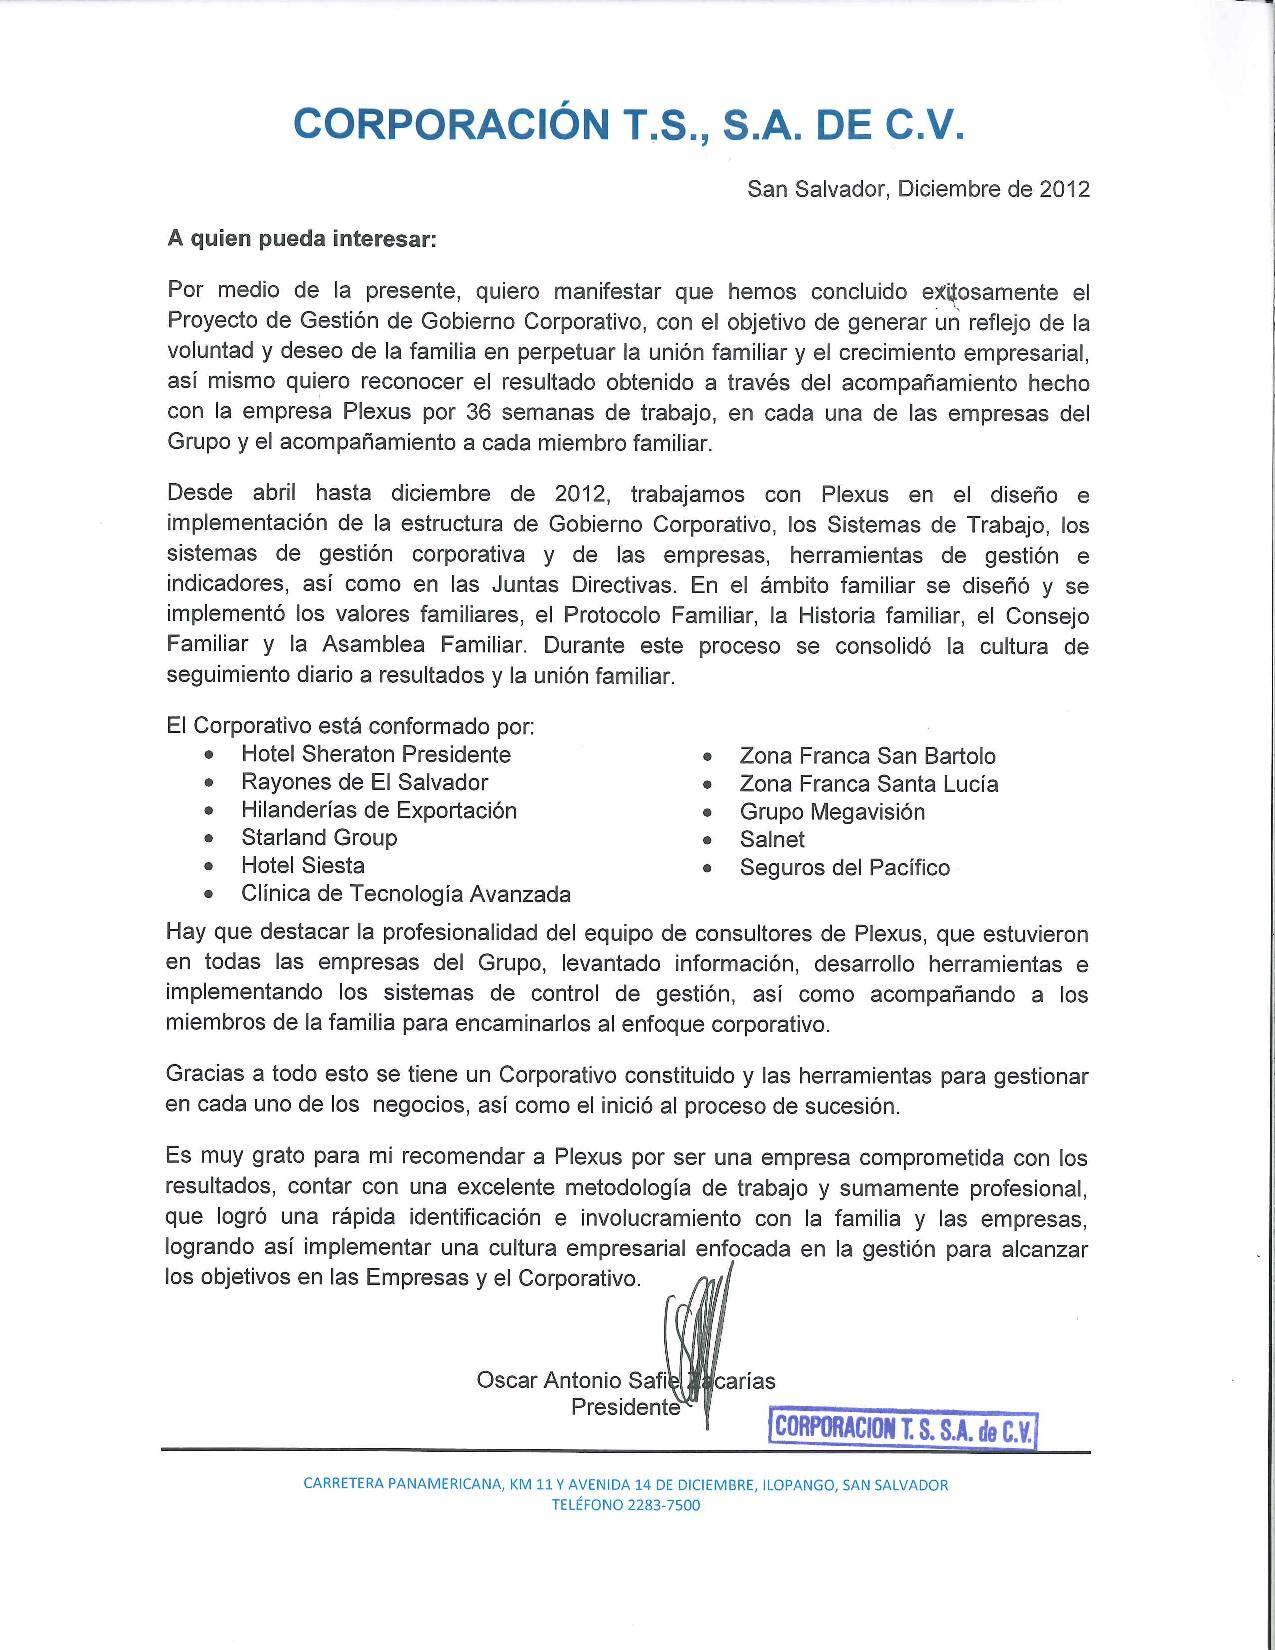 CORPORACIÓN T.S., S.A. DE C.V.
San Salvador, Diciembre de 2012
A quien pueda interesar:
Por medio de la presente, quiero manifestar que hemos concluido exitosamente el
Proyecto de Gestión de Gobierno Corporativo, con el objetivo de generar un reflejo de la
voluntad y deseo de la familia en perpetuar la unión familiar y el crecimiento empresarial,
así mismo quiero reconocer el resultado obtenido a través del acompañamiento hecho
con la empresa Plexus por 36 semanas de trabajo, en cada una de las empresas del
Grupo y el acompañamiento a cada miembro familiar.
Desde abril hasta diciembre de 2012, trabajamos con Plexus en el diseño e
implementación de la estructura de Gobierno Corporativo, los Sistemas de Trabajo, los
sistemas de gestión corporativa y de las empresas, herramientas de gestión e
indicadores, así como en las Juntas Directivas. En el ámbito familiar se diseñó y se
implementó los valores familiares, el Protocolo Familiar, la Historia familiar, el Consejo
Familiar y la Asamblea Familiar. Durante este proceso se consolidó la cultura de
seguimiento diario a resultados y la unión familiar.
El Corporativo está conformado por:
• Hotel Sheraton Presidente
• Rayones de El Salvador
• Hilanderías de Exportación
• Starland Group
• Hotel Siesta
• Clínica de Tecnología Avanzada
• Zona Franca San Bartolo
• Zona Franca Santa Lucía
• Grupo Megavisión
• Salnet
• Seguros del Pacífico
Hay que destacar la profesionalidad del equipo de consultores de Plexus, que estuvieron
en todas las empresas del Grupo, levantado información, desarrollo herramientas e
implementando los sistemas de control de gestión, así como acompañando a los
miembros de la familia para encaminarlos al enfoque corporativo.
Gracias a todo esto se tiene un Corporativo constituido y las herramientas para gestionar
en cada uno de los negocios, así como el inició al proceso de sucesión.
Es muy grato para mi recomendar a Plexus por ser una empresa comprometida con los
resultados, contar con una excelente metodología de trabajo y sumamente profesional,
que logró una rápida identificación e involucramiento con la familia y las empresas,
logrando así implementar una cultura empresarial enfocada en la gestión para alcanzar
los objetivos en las Empresas y el Corporativo.
Oscar Antonio Safie Zacarías
Presidente
CORPORACION T. S. S.A. de C.V.
CARRETERA PANAMERICANA, KM 11 Y AVENIDA 14 DE DICIEMBRE, ILOPANGO, SAN SALVADOR
TELÉFONO 2283-7500